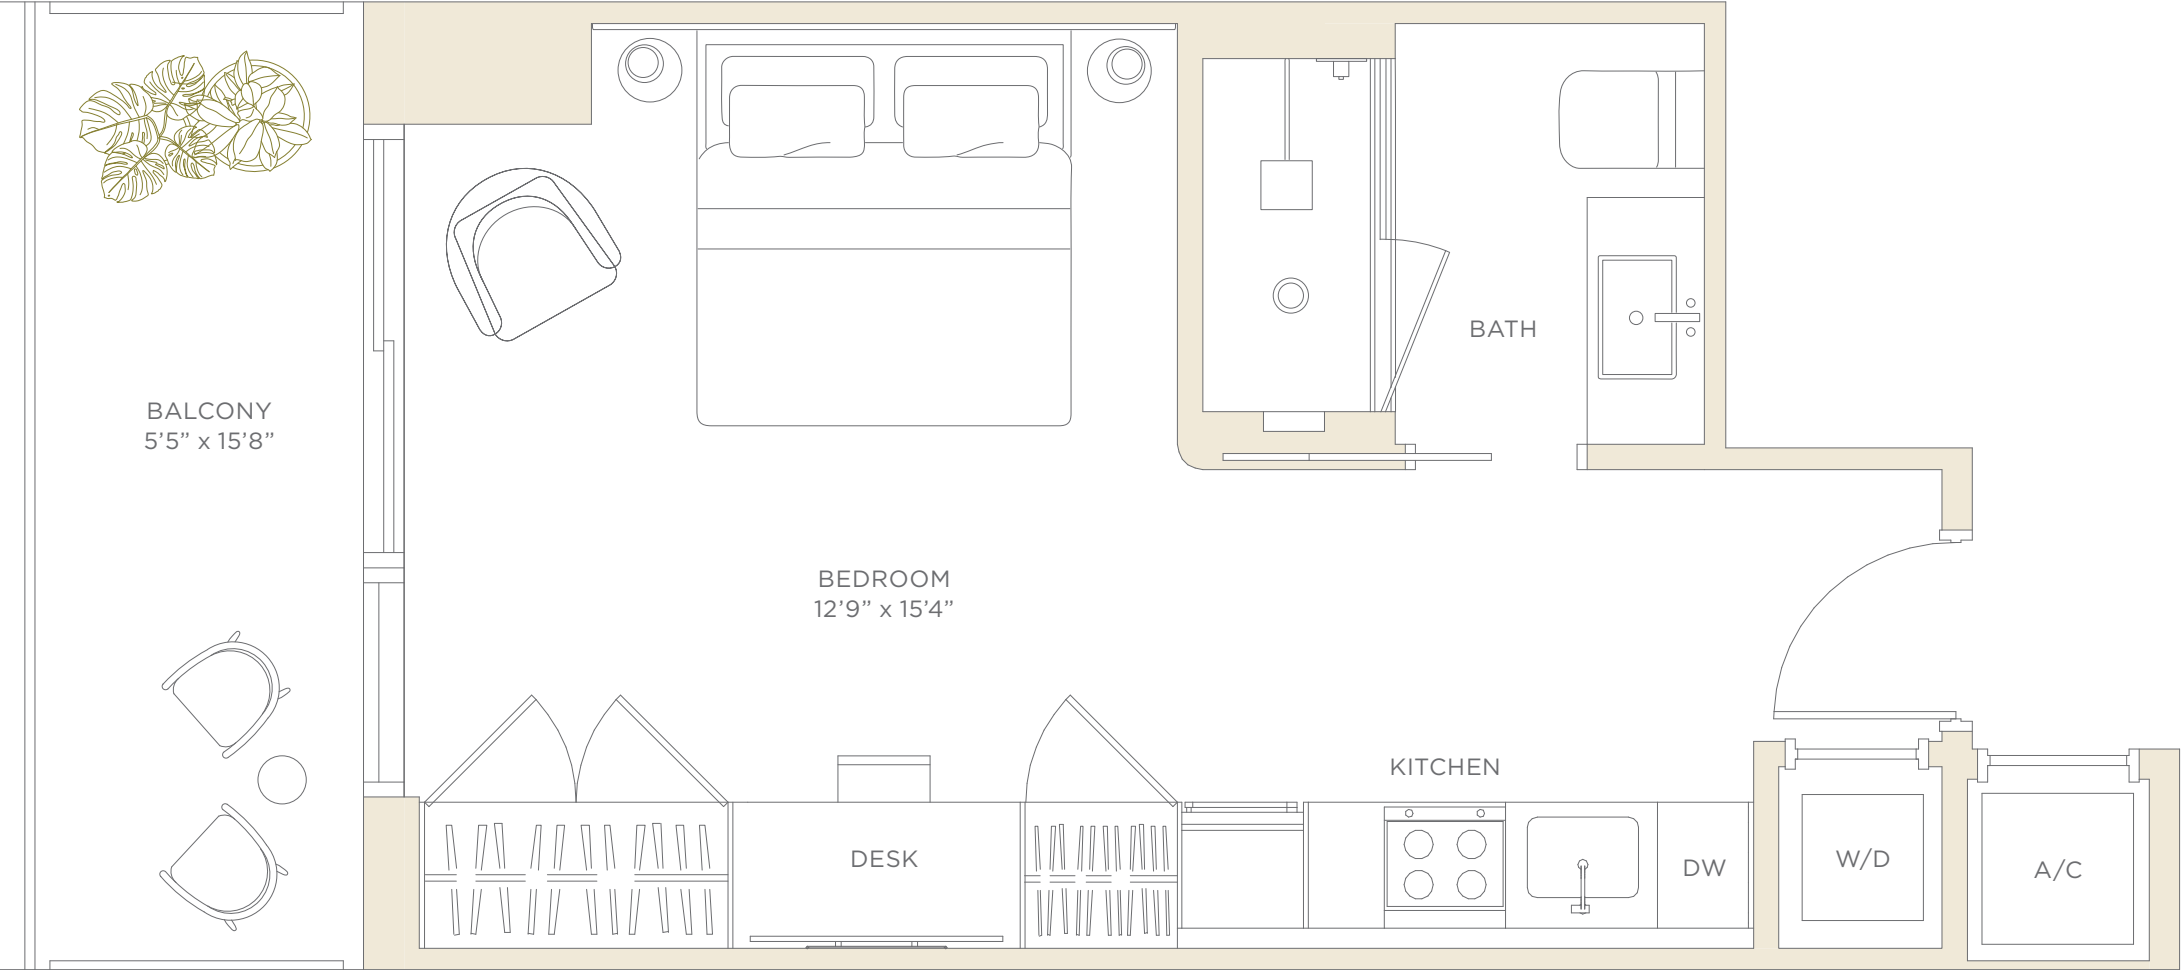 BATH
BALCONY
5’5” x 15’8”
BEDROOM
12’9” x 15’4”
KITCHEN
DESK
DW
W/D
A/C